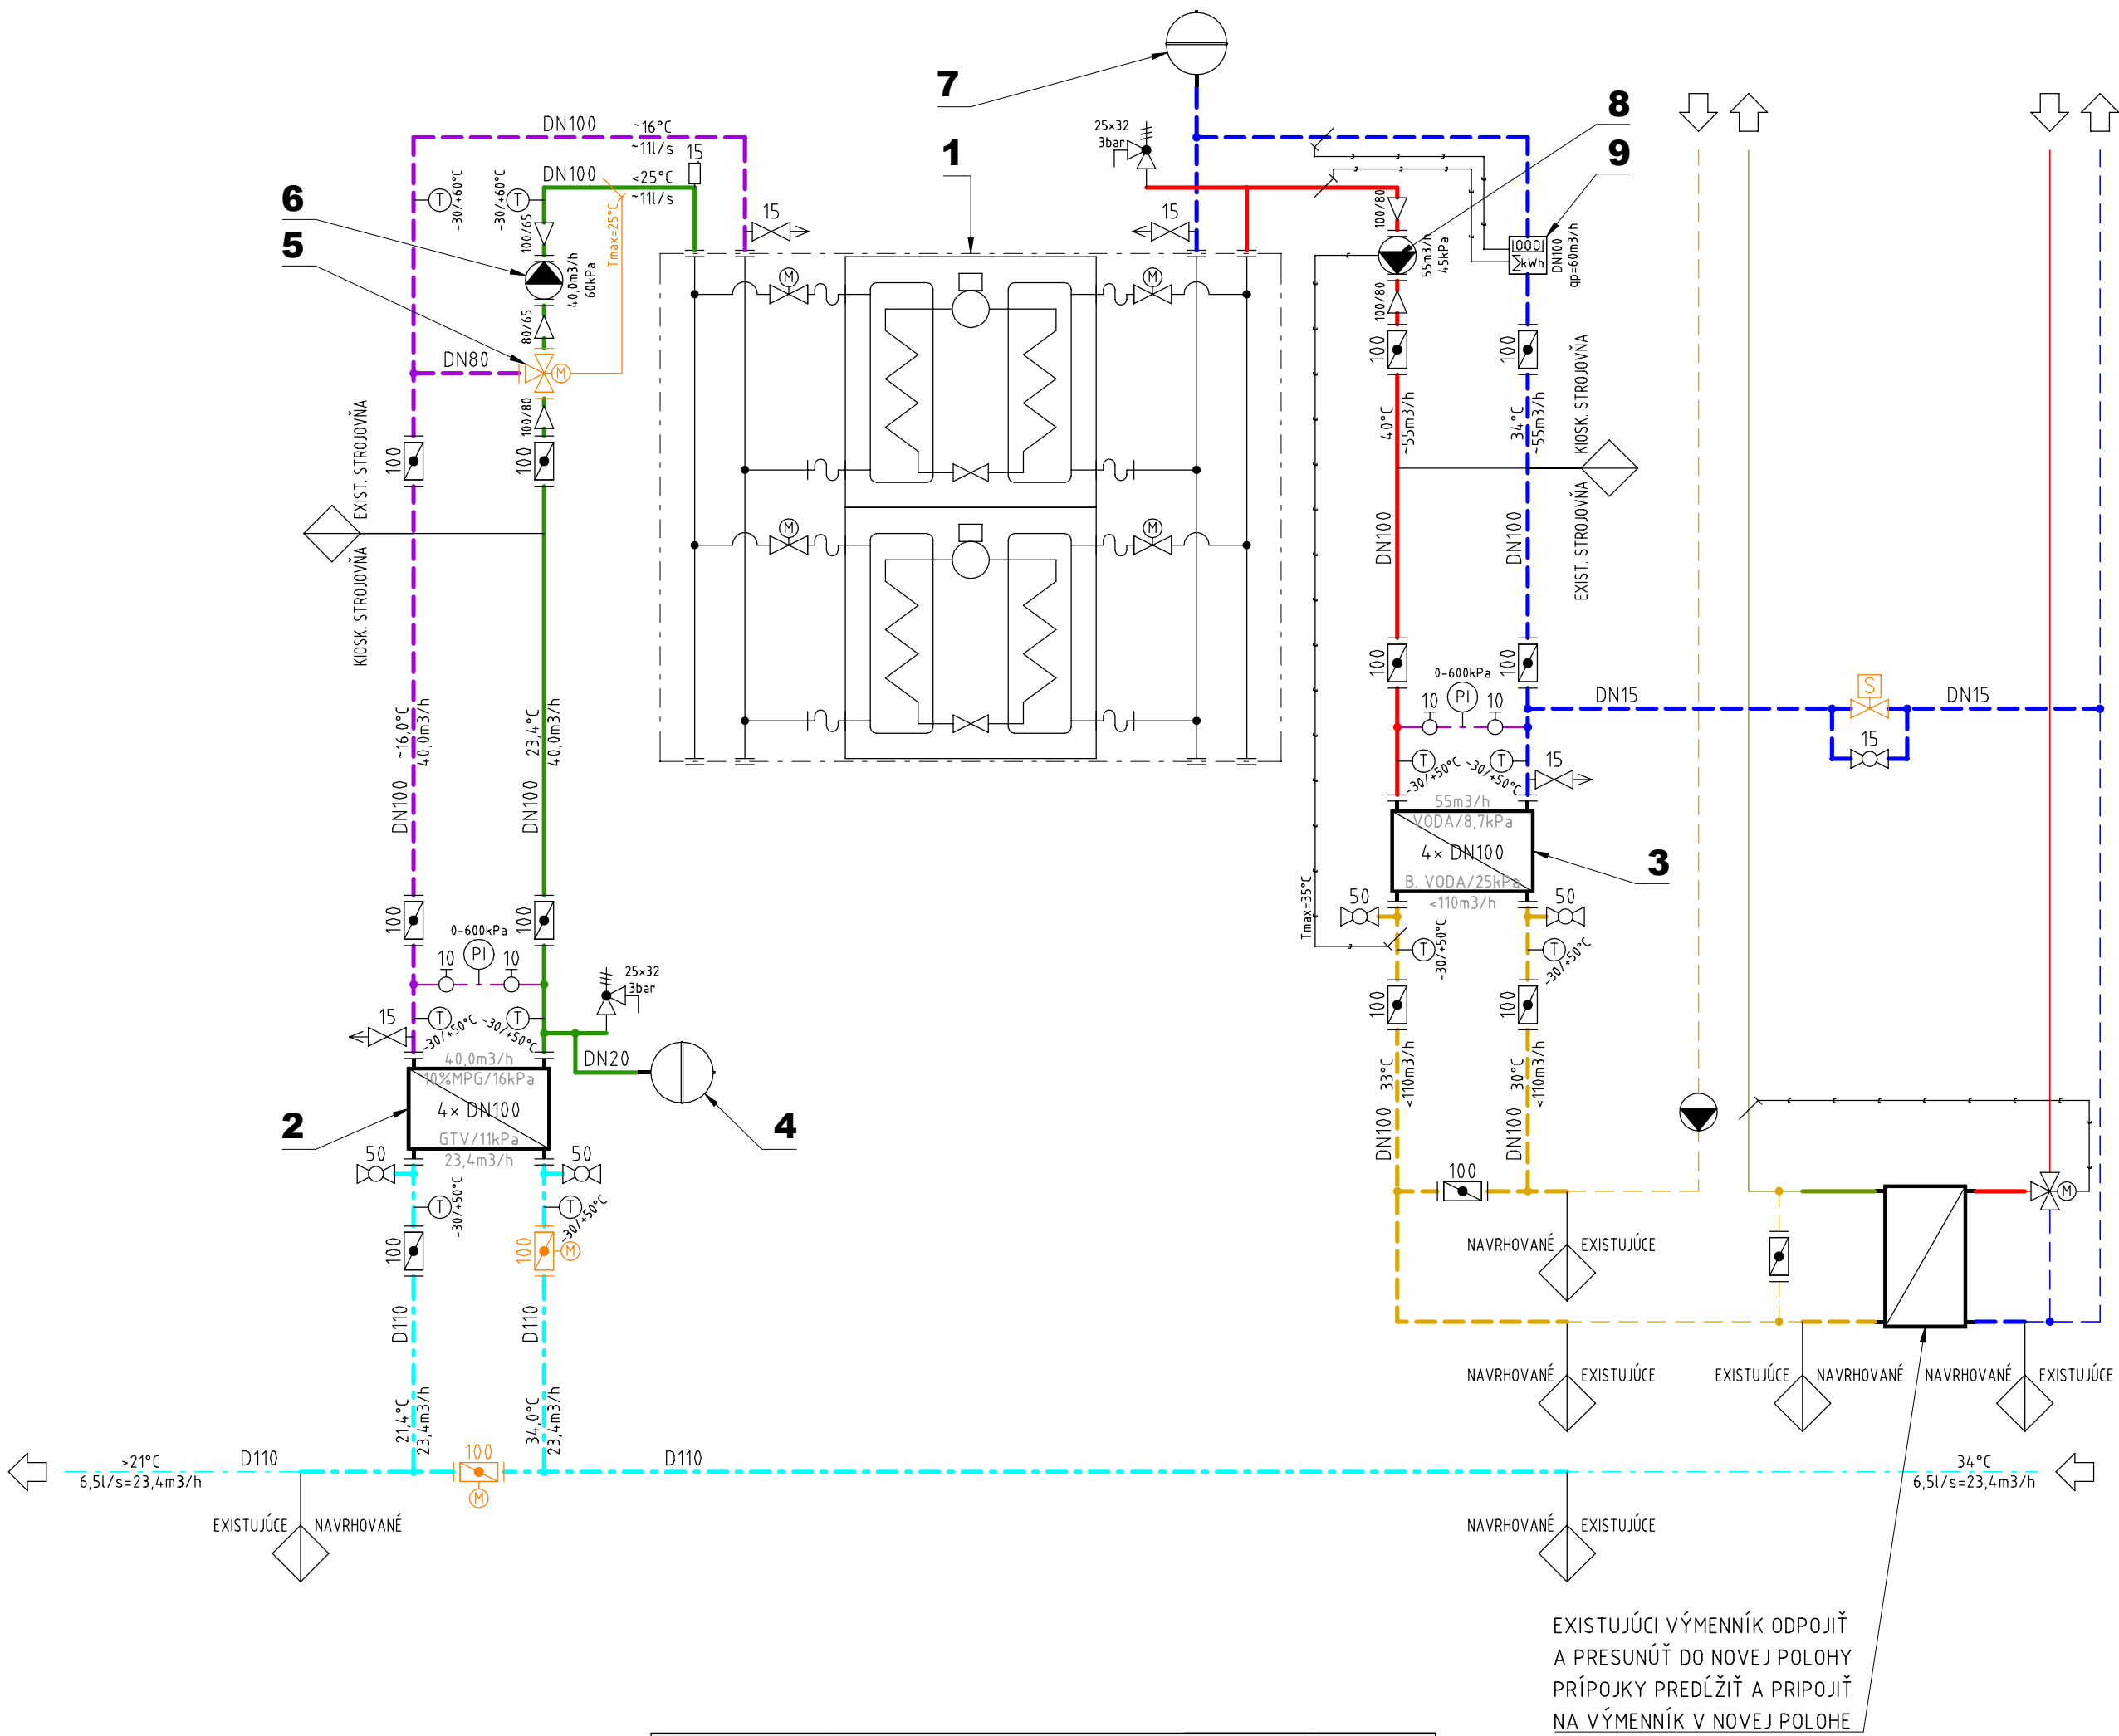 7
8
9
1
6
5
DN100
~16°C
~11l/s
15
DN100
<25°C
~11l/s
-30/+60°C
-30/+60°C
100/65
Tmax=25°C
40,0m3/h
60kPa
80/65
DN80
M
100/80
100
100
EXIST. STROJOVŇA
KIOSK. STROJOVŇA
T
T
15
25×32
3bar
15
100/80
55m3/h
45kPa
100/80
000
∑kWh
DN100
qp=60m3/h
M
M
M
M
100
100
40°C
~55m3/h
34°C
~55m3/h
KIOSK. STROJOVŇA
EXIST. STROJOVŇA
DN100
DN100
100
100
0-600kPa
10
PI
10
DN15
S
DN15
15
T
T
-30/+50°C
-30/+50°C
15
55m3/h
VODA/8,7kPa
4× DN100
B. VODA/25kPa
<110m3/h
3
50
50
Tmax=35°C
T
-30/+50°C
T
-30/+50°C
100
100
33°C
<110m3/h
30°C
<110m3/h
DN100
DN100
100
~16,0°C
40,0m3/h
23,4°C
40,0m3/h
DN100
DN100
100
100
0-600kPa
10
PI
10
25×32
3bar
15
T
T
-30/+50°C
-30/+50°C
DN20
40,0m3/h
10%MPG/16kPa
4× DN100
GTV/11kPa
23,4m3/h
2
4
50
50
T
-30/+50°C
T
-30/+50°C
100
100
M
D110
D110
21,4°C
23,4m3/h
34,0°C
23,4m3/h
M
NAVRHOVANÉ
EXISTUJÚCE
NAVRHOVANÉ
EXISTUJÚCE
EXISTUJÚCE
NAVRHOVANÉ
NAVRHOVANÉ
EXISTUJÚCE
>21°C
6,5l/s=23,4m3/h
D110
100
M
D110
34°C
6,5l/s=23,4m3/h
EXISTUJÚCE
NAVRHOVANÉ
NAVRHOVANÉ
EXISTUJÚCE
EXISTUJÚCI VÝMENNÍK ODPOJIŤ
A PRESUNÚŤ DO NOVEJ POLOHY
PRÍPOJKY PREDĹŽIŤ A PRIPOJIŤ
NA VÝMENNÍK V NOVEJ POLOHE